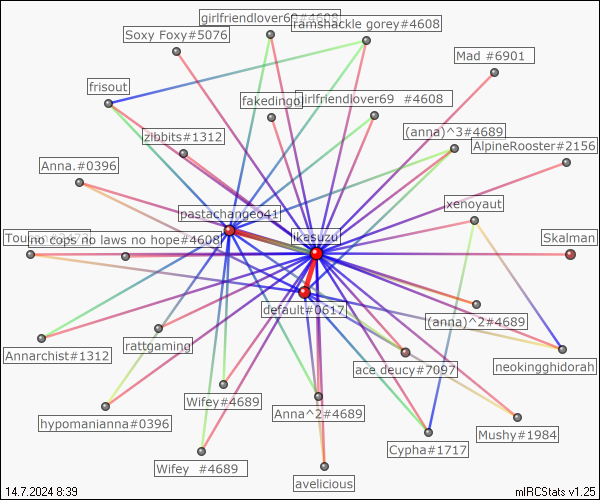 girlfriendlover69#4608
ramshackle gorey#4608
Soxy Foxy#5076
Mad #6901
frisout
fakedingo
girlfriendlover69 #4608
zibbits#1312
(anna)^3#4689
AlpineRooster#2156
Anna.#0396
xenoyaut
pastachangeo41
ikasuzu
no cops no laws no hope#4608
Skalman
default#0617
(anna)^2#4689
Annarchist#1312
rattgaming
ace deucy#7097
neokingghidorah
Wifey#4689
Anna^2#4689
hypomanianna#0396
Mushy#1984
Cypha#1717
Wifey #4689
avelicious
14.7.2024 8:39
mIRCStats v1.25